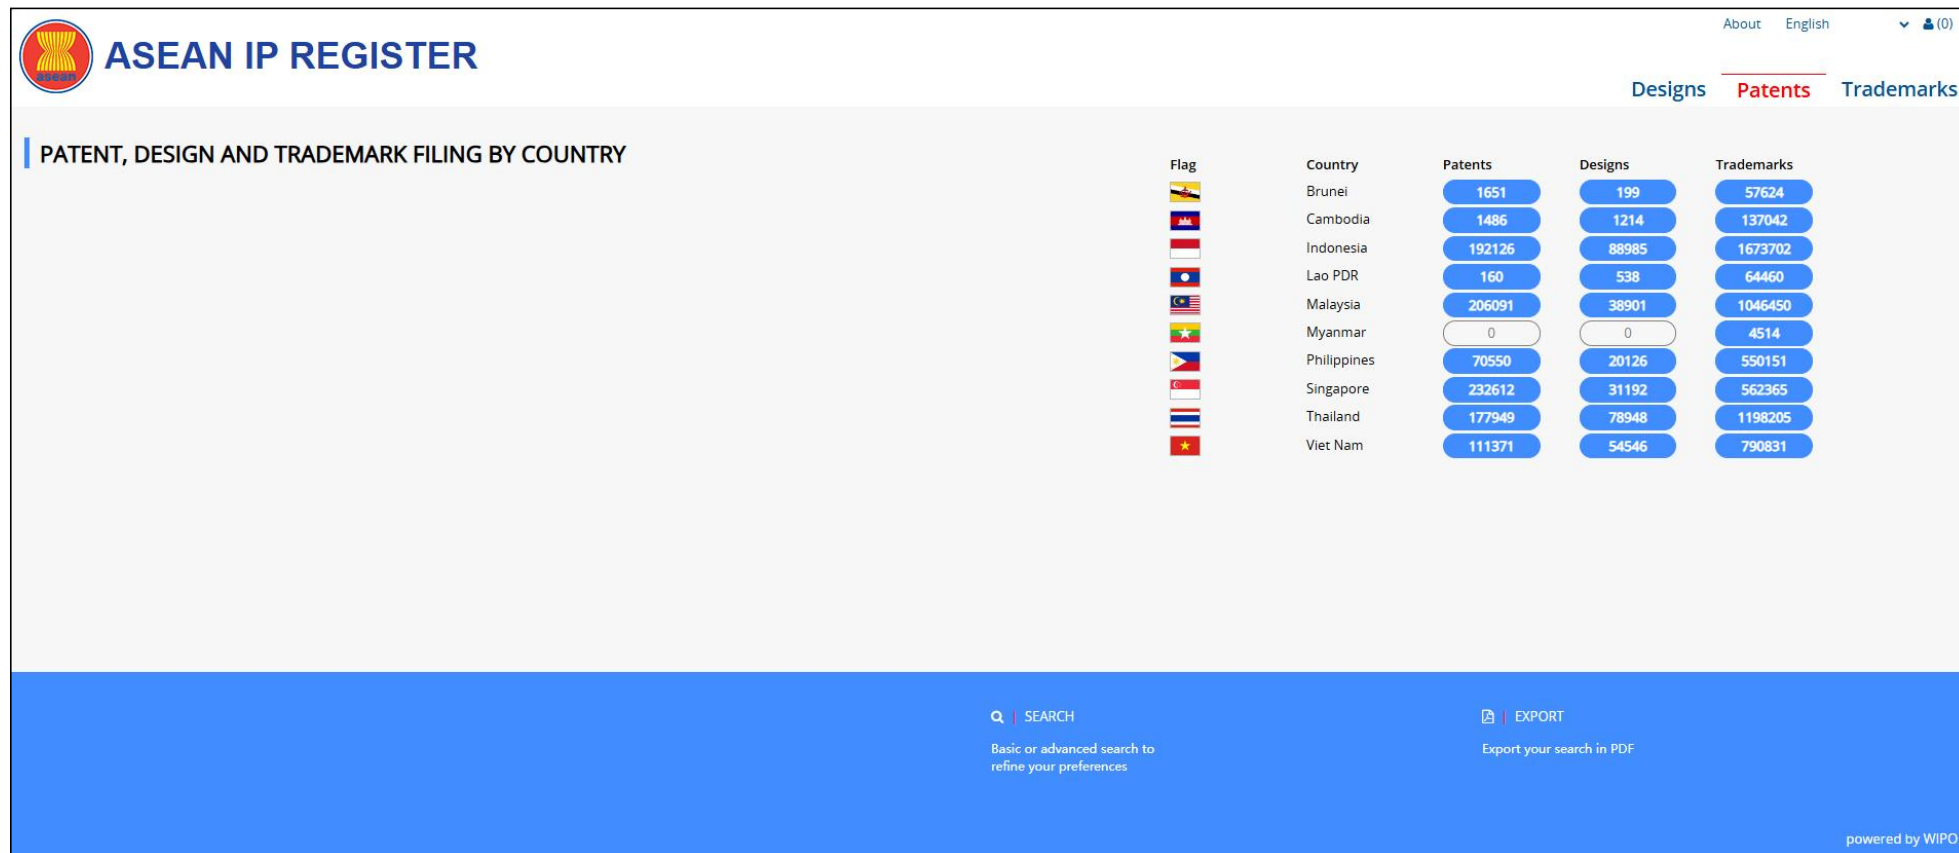 About English (0)
asean
ASEAN IP REGISTER
Designs Patents Trademarks
PATENT, DESIGN AND TRADEMARK FILING BY COUNTRY
Flag Country Patents Designs Trademarks
Brunei 1651 199 57624
Cambodia 1486 1214 137042
Indonesia 192126 88985 1673702
Lao PDR 160 538 64460
Malaysia 206091 38901 1046450
Myanmar 0 0 4514
Philippines 70550 20126 550151
Singapore 232612 31192 562365
Thailand 177949 78948 1198205
Viet Nam 111371 54546 790831
| SEARCH
Basic or advanced search to
refine your preferences
| EXPORT
Export your search in PDF
powered by WIPO